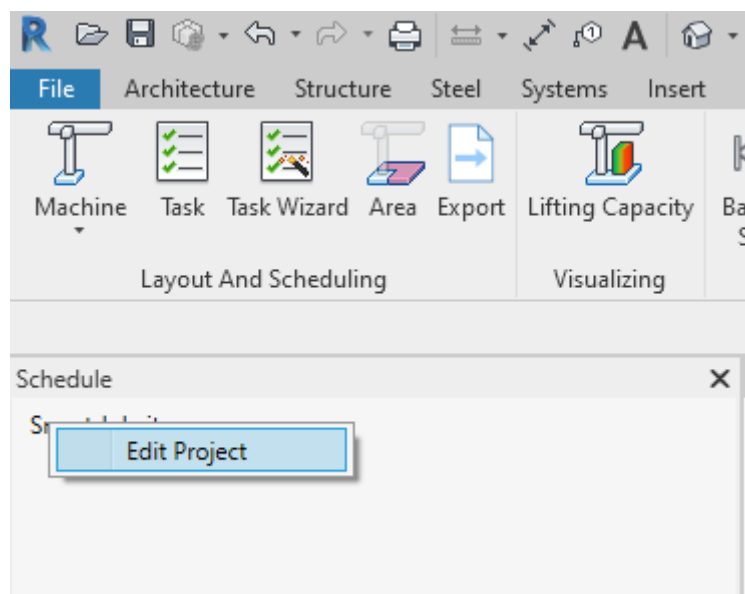 File Architecture Structure Steel Systems Insert
Machine Task Task Wizard Area Export Lifting Capacity
Layout And Scheduling Visualizing
Schedule
Edit Project